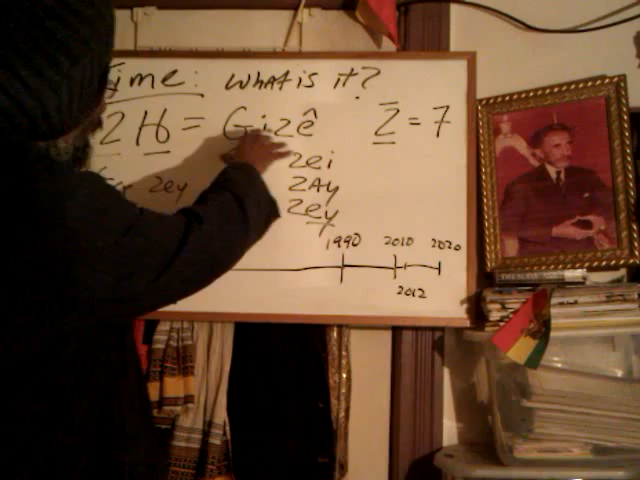 Time: What is it?
= Gizê Z = 7
zey zei
ZAy
zey
1990 2010 2020
2012